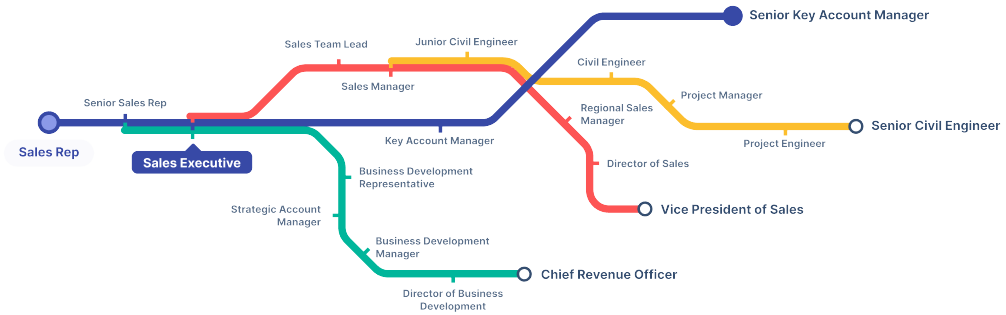 Senior Key Account Manager
Junior Civil Engineer
Sales Team Lead
Civil Engineer
Sales Manager
Project Manager
Senior Sales Rep
Regional Sales
Manager
Senior Civil Engineer
Key Account Manager
Project Engineer
Sales Rep
Sales Executive
Director of Sales
Business Development
Representative
Vice President of Sales
Strategic Account
Manager
Business Development
Manager
Chief Revenue Officer
Director of Business
Development